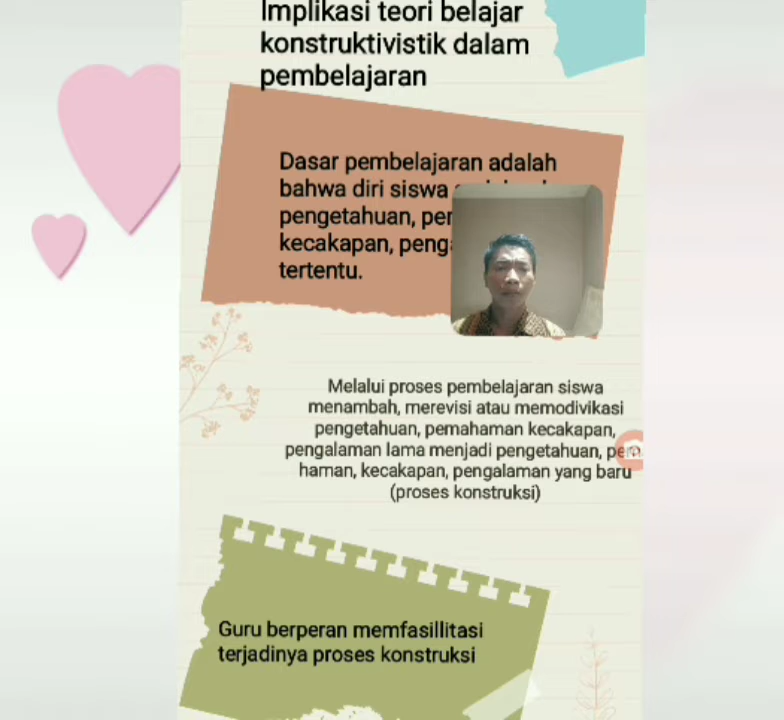 Implikasi teori belajar
konstruktivistik dalam
pembelajaran
Dasar pembelajaran adalah
bahwa diri siswa
pengetahuan,
kecakapan,
tertentu.
Melalui proses pembelajaran siswa
menambah, merevisi atau memodivikasi
pengetahuan, pemahaman kecakapan,
pengalaman lama menjadi pengetahuan, pem
haman, kecakapan, pengalaman yang baru
(proses konstruksi)
Guru berperan memfasillitasi
terjadinya proses konstruksi